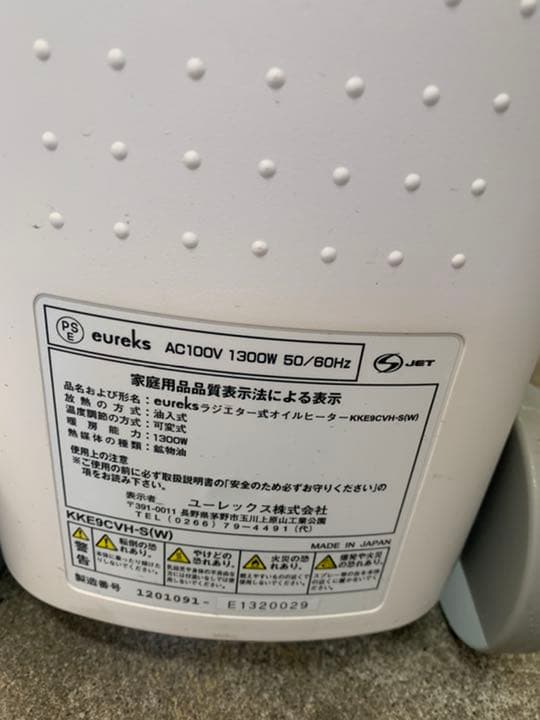 PS
E
eureks AC100V 1300W 50/60Hz
S JET
家庭用品品質表示法による表示
品名および形名：eureksラジエター式オイルヒーターKKE9CVH-S(W)
放熱の方式：油入式
温度調節の方式：可変式
暖房能力：1300W
熱媒体の種類：鉱物油
使用上の注意
※ご使用の前に必ず取扱説明書の「安全のため必ずお守りください」の
項をお読み下さい。
表示者 ユーレックス株式会社
〒391-0011 長野県茅野市玉川上原山工業公園
TEL (0266) 79-4491 (代)
KKE9CVH-S(W)
MADE IN JAPAN
警告
転倒の恐れあり。
やけどの恐れあり。
火災の恐れあり。
爆発や火災の恐れあり。
製造番号 1201091- E1320029